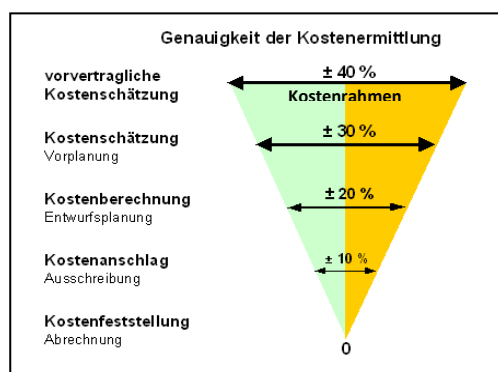 Genauigkeit der Kostenermittlung
vorvertragliche
Kostenschätzung
± 40 %
Kostenrahmen
Kostenschätzung
Vorplanung
± 30 %
Kostenberechnung
Entwurfsplanung
± 20 %
Kostenanschlag
Ausschreibung
± 10 %
Kostenfeststellung
Abrechnung
0